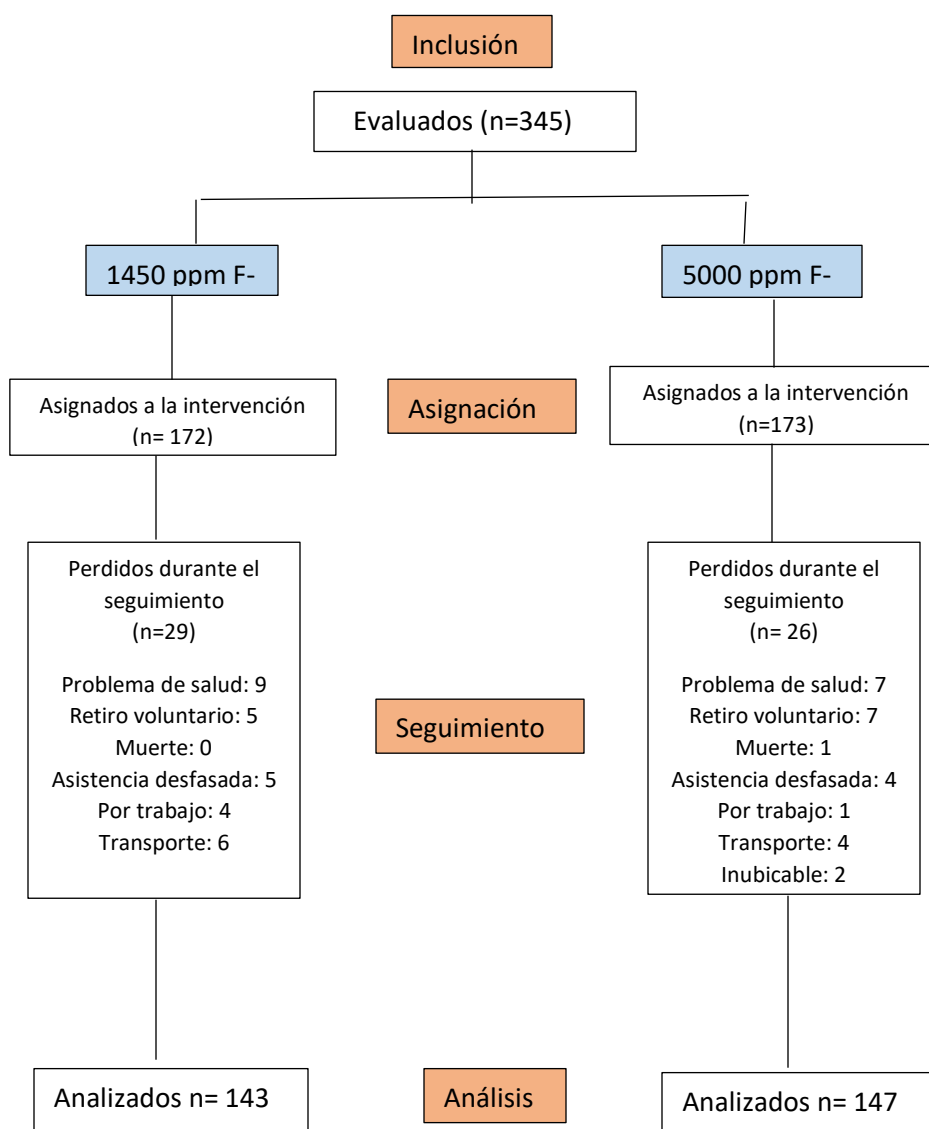 Inclusión
Evaluados (n=345)
1450 ppm F-
5000 ppm F-
Asignados a la intervención
(n= 172)
Asignación
Asignados a la intervención
(n=173)
Perdidos durante el
seguimiento
(n=29)
Problema de salud: 9
Retiro voluntario: 5
Muerte: 0
Asistencia desfasada: 5
Por trabajo: 4
Transporte: 6
Seguimiento
Perdidos durante el
seguimiento
(n= 26)
Problema de salud: 7
Retiro voluntario: 7
Muerte: 1
Asistencia desfasada: 4
Por trabajo: 1
Transporte: 4
Inubicable: 2
Analizados n= 143
Análisis
Analizados n= 147